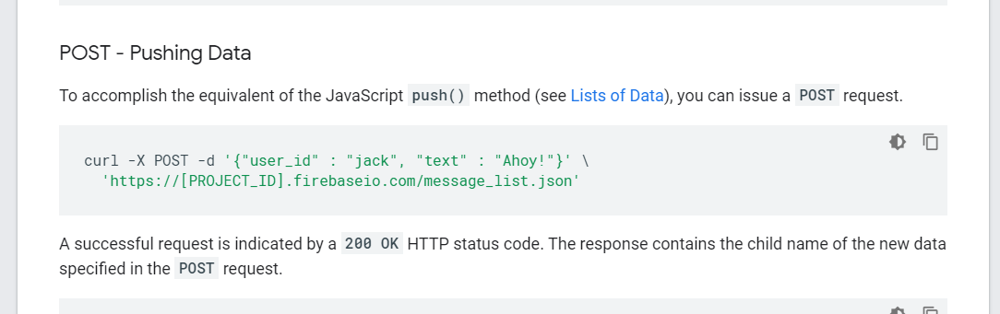 POST - Pushing Data
To accomplish the equivalent of the JavaScript push() method (see Lists of Data), you can issue a POST request.
curl -X POST -d '{"user_id" : "jack", "text" : "Ahoy!"}' \
'https://[PROJECT_ID].firebaseio.com/message_list.json'
A successful request is indicated by a 200 OK HTTP status code. The response contains the child name of the new data
specified in the POST request.